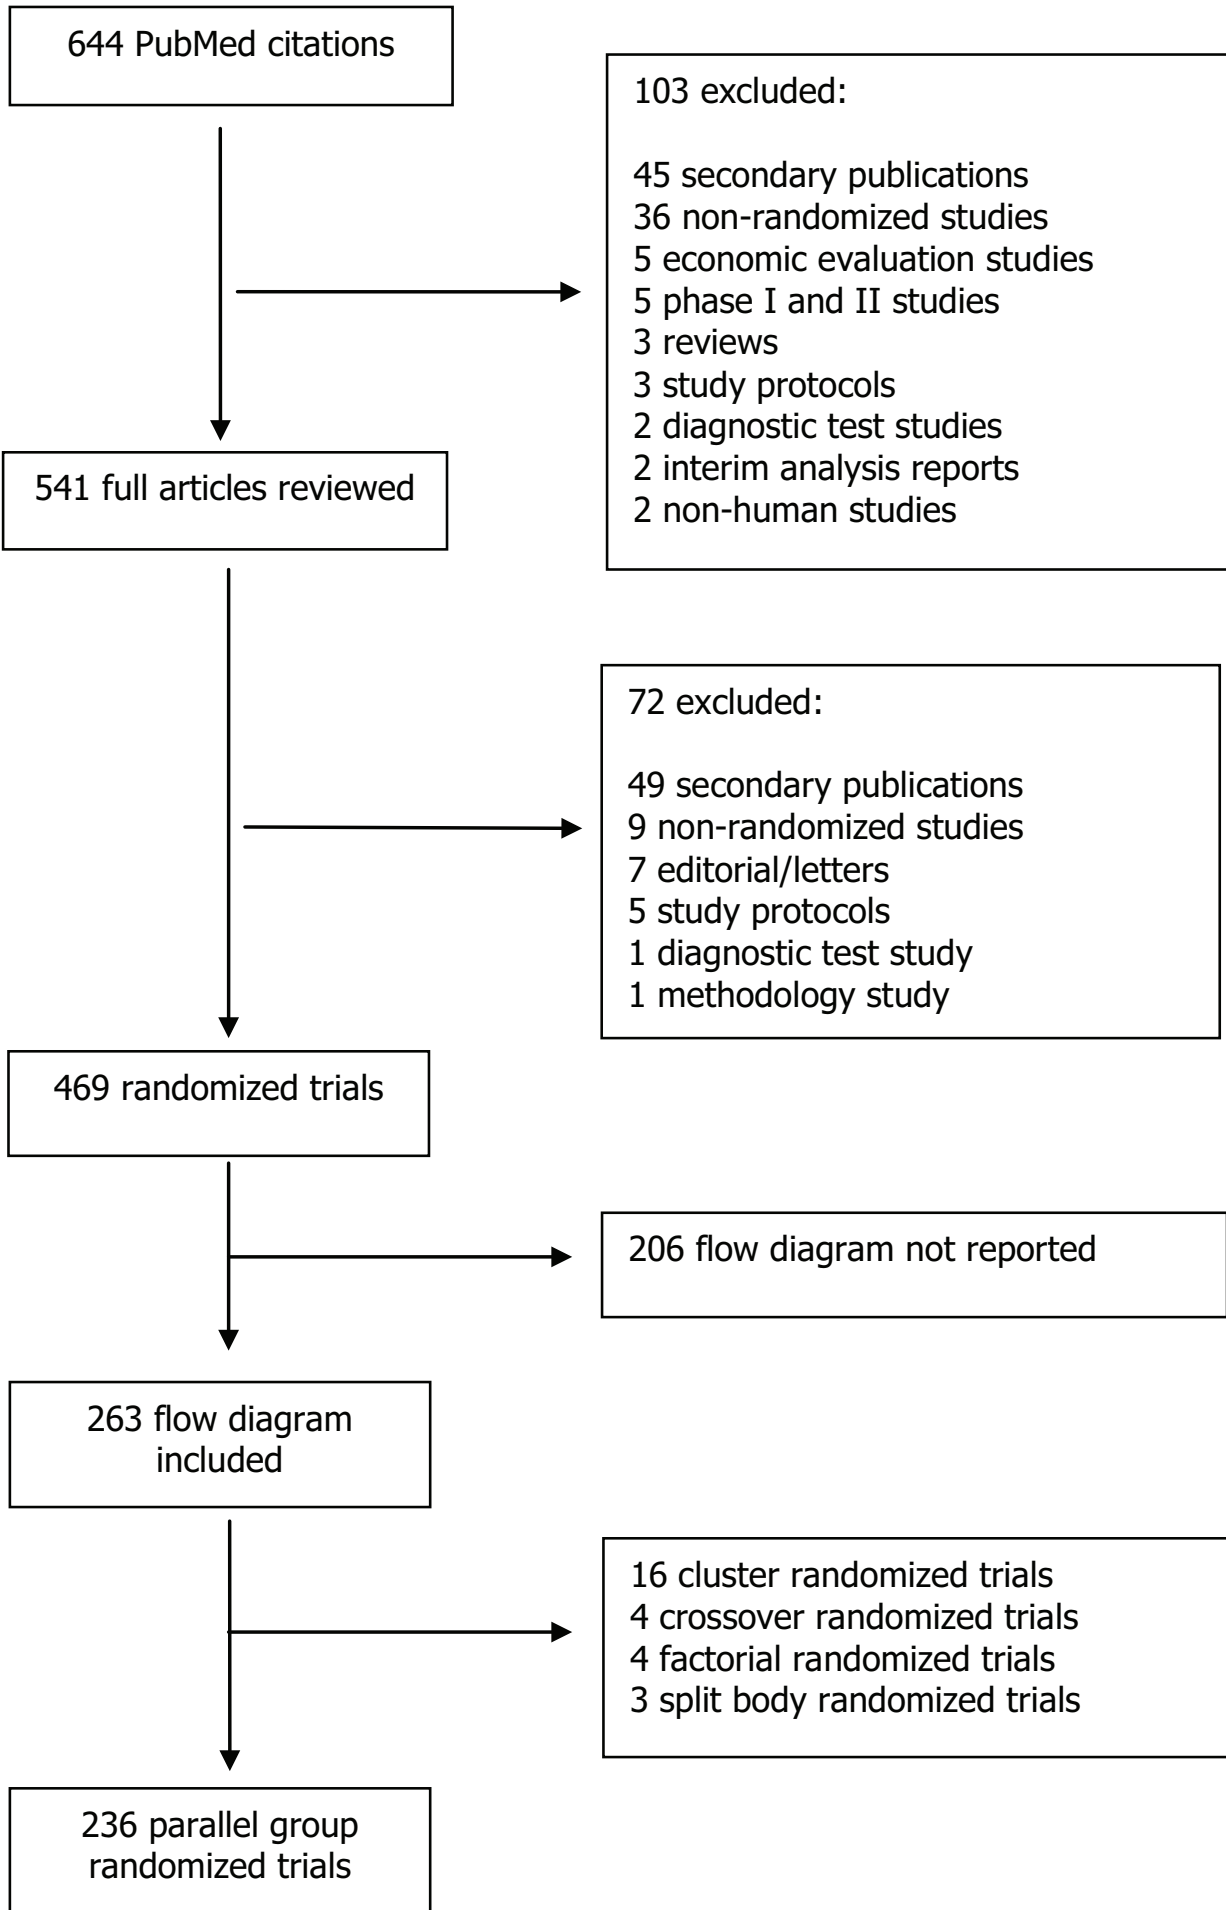 644 PubMed citations
103 excluded:
45 secondary publications
36 non-randomized studies
5 economic evaluation studies
5 phase I and II studies
3 reviews
3 study protocols
2 diagnostic test studies
2 interim analysis reports
2 non-human studies
541 full articles reviewed
72 excluded:
49 secondary publications
9 non-randomized studies
7 editorial/letters
5 study protocols
1 diagnostic test study
1 methodology study
469 randomized trials
206 flow diagram not reported
263 flow diagram
included
16 cluster randomized trials
4 crossover randomized trials
4 factorial randomized trials
3 split body randomized trials
236 parallel group
randomized trials